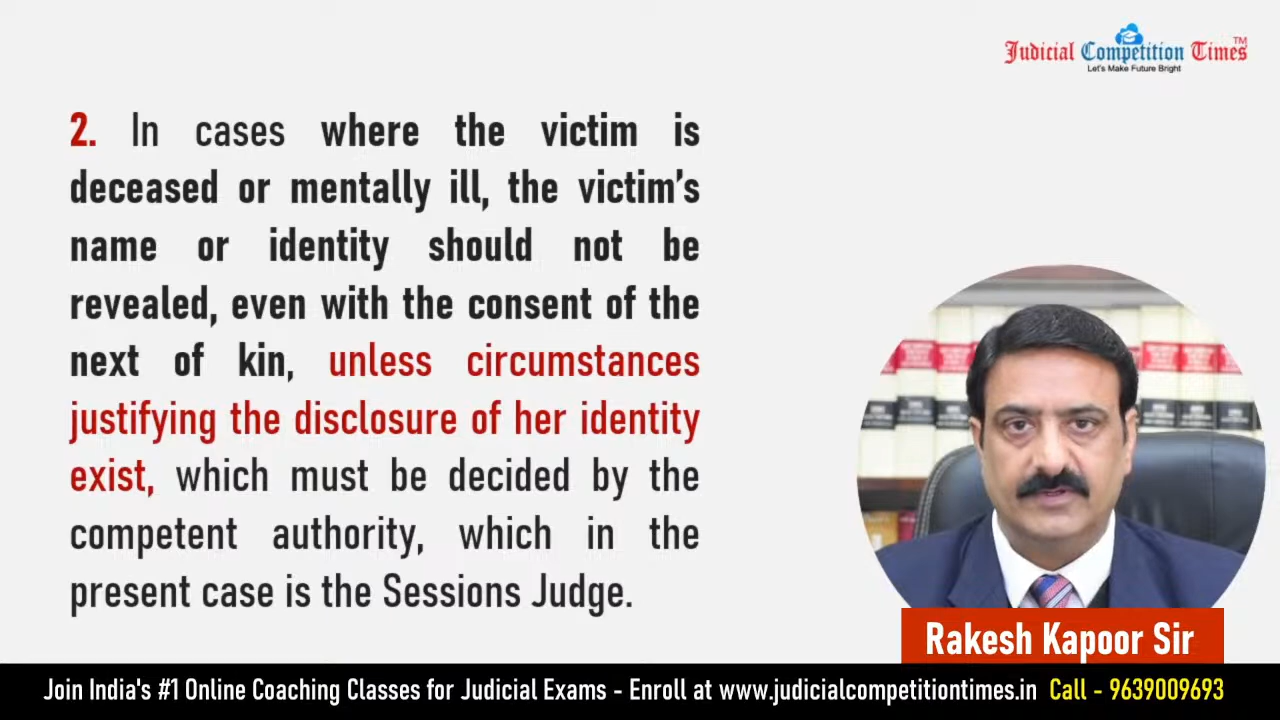 Judicial Competition Times TM
Let's Make Future Bright
2. In cases where the victim is
deceased or mentally ill, the victim's
name or identity should not be
revealed, even with the consent of the
next of kin, unless circumstances
justifying the disclosure of her identity
exist, which must be decided by the
competent authority, which in the
present case is the Sessions Judge.
Rakesh Kapoor Sir
Join India's #1 Online Coaching Classes for Judicial Exams - Enroll at www.judicialcompetitiontimes.in Call - 9639009693